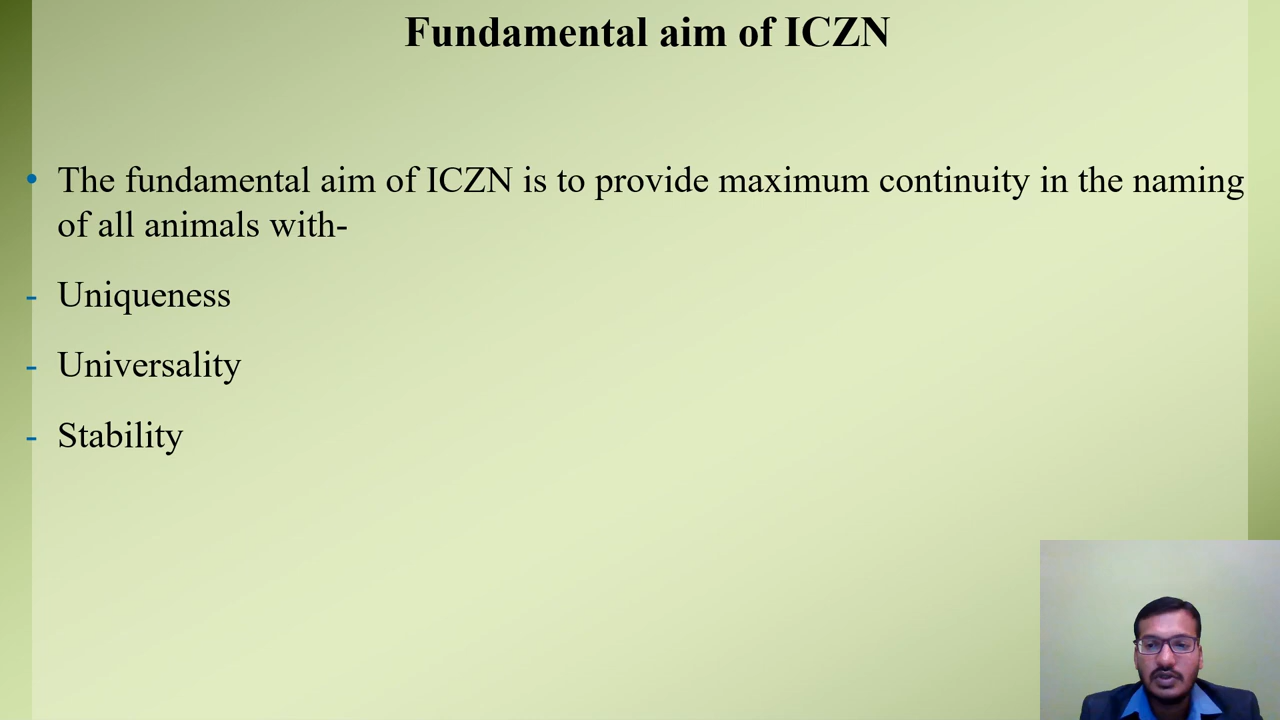 Fundamental aim of ICZN
• The fundamental aim of ICZN is to provide maximum continuity in the naming
of all animals with-
- Uniqueness
- Universality
- Stability